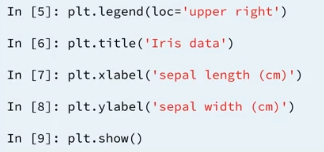 In [5]: plt.legend(loc='upper right')
In [6]: plt.title('Iris data')
In [7]: plt.xlabel('sepal length (cm)')
In [8]: plt.ylabel('sepal width (cm)')
In [9]: plt.show()